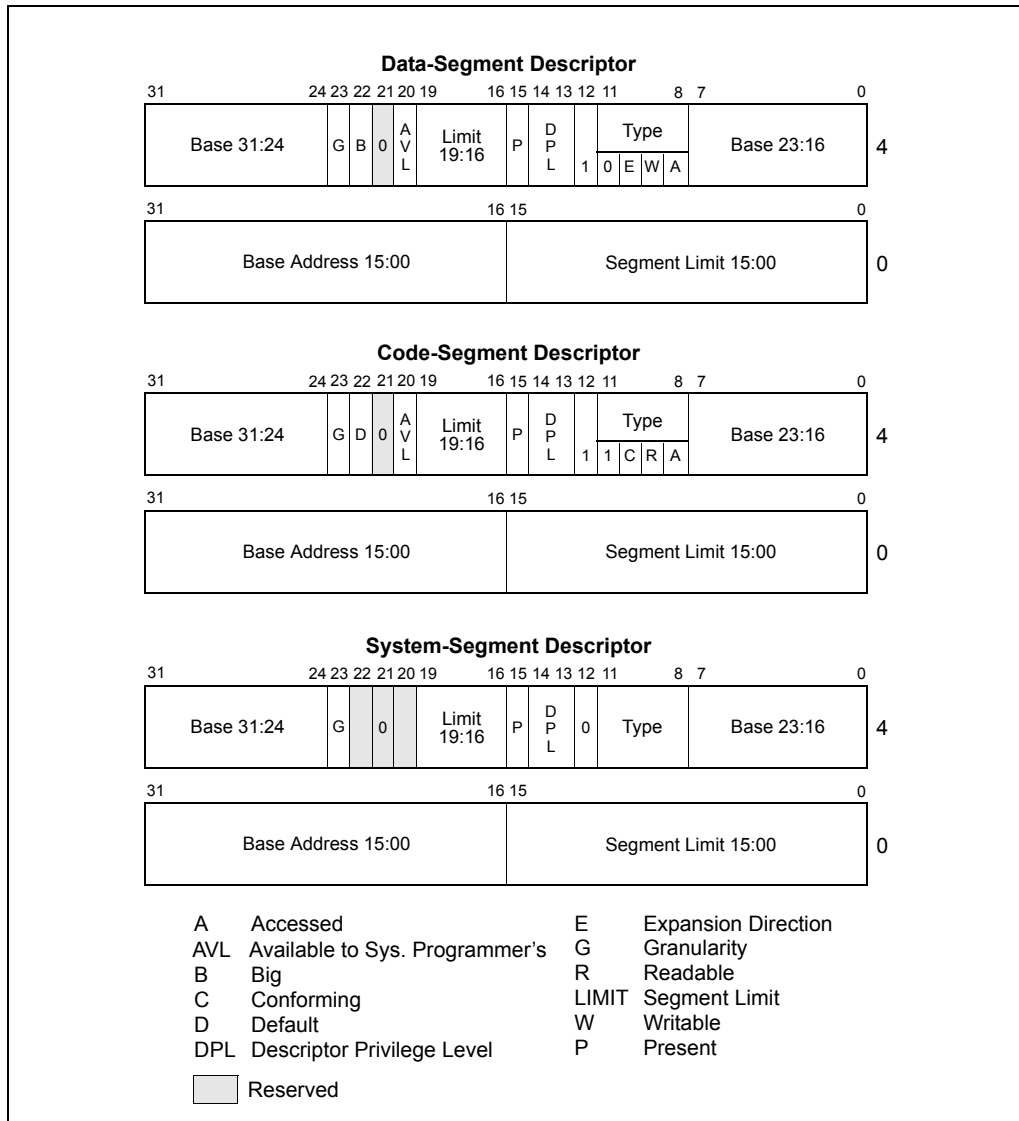 Data-Segment Descriptor
31 24 23 22 21 20 19 16 15 14 13 12 11 8 7 0
Base 31:24 G B 0 AVL Limit 19:16 P DPL 1 Type 0 E W A Base 23:16 4
31 16 15 0
Base Address 15:00 Segment Limit 15:00 0
Code-Segment Descriptor
31 24 23 22 21 20 19 16 15 14 13 12 11 8 7 0
Base 31:24 G D 0 AVL Limit 19:16 P DPL 1 Type 1 C R A Base 23:16 4
31 16 15 0
Base Address 15:00 Segment Limit 15:00 0
System-Segment Descriptor
31 24 23 22 21 20 19 16 15 14 13 12 11 8 7 0
Base 31:24 G 0 Limit 19:16 P DPL 0 Type Base 23:16 4
31 16 15 0
Base Address 15:00 Segment Limit 15:00 0
A Accessed
AVL Available to Sys. Programmer’s
B Big
C Conforming
D Default
DPL Descriptor Privilege Level
E Expansion Direction
G Granularity
R Readable
LIMIT Segment Limit
W Writable
P Present
Reserved